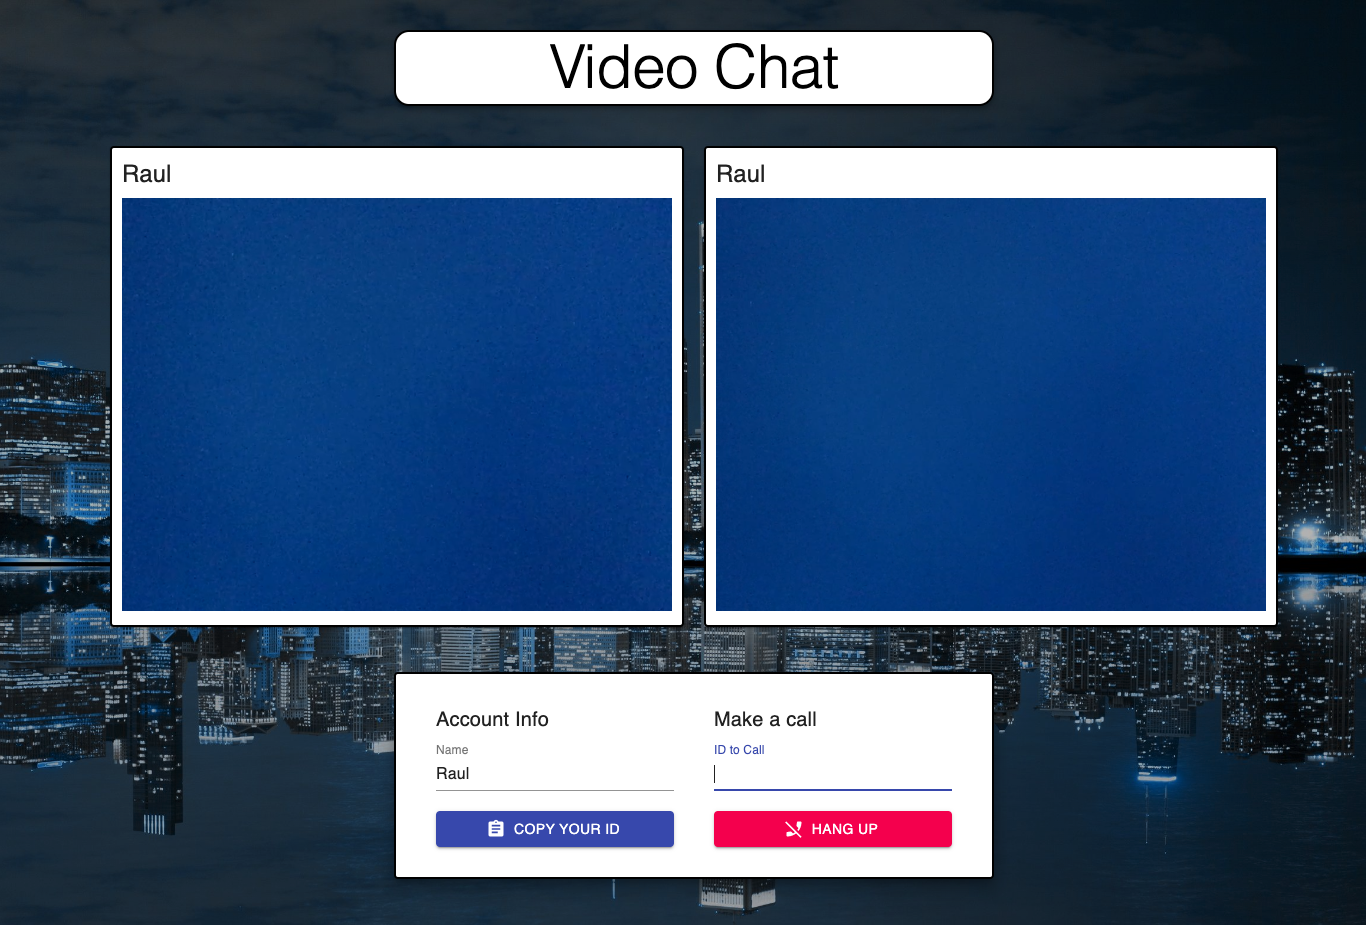 Video Chat
Raul
Raul
Account Info
Name
Raul
COPY YOUR ID
Make a call
ID to Call
HANG UP